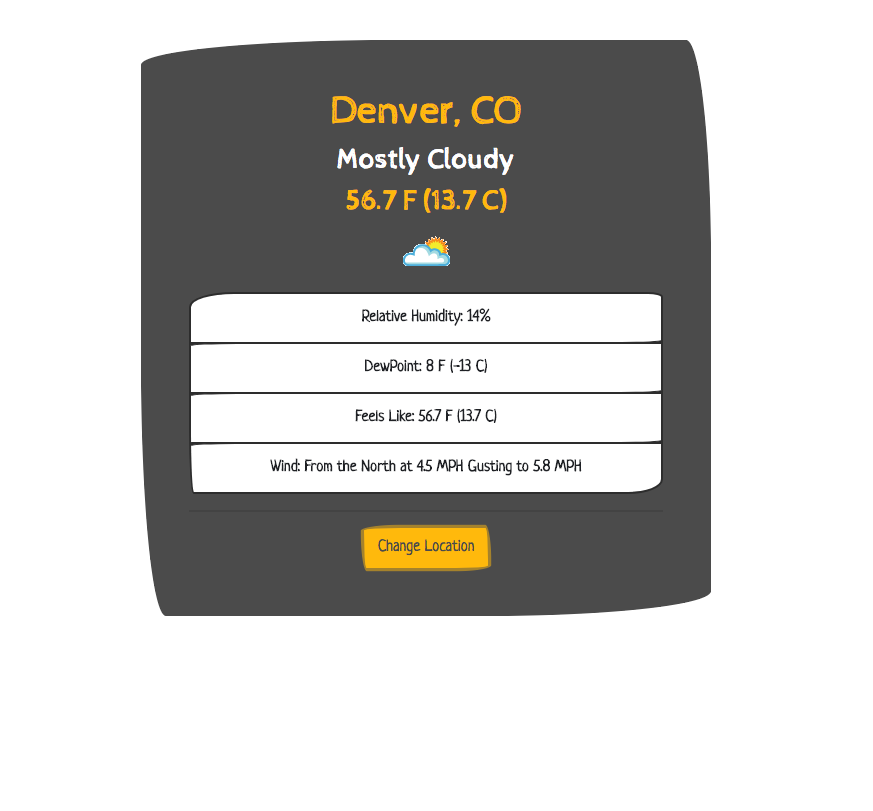 Denver, CO
Mostly Cloudy
56.7 F (13.7 C)
Relative Humidity: 14%
DewPoint: 8 F (-13 C)
Feels Like: 56.7 F (13.7 C)
Wind: From the North at 4.5 MPH Gusting to 5.8 MPH
Change Location